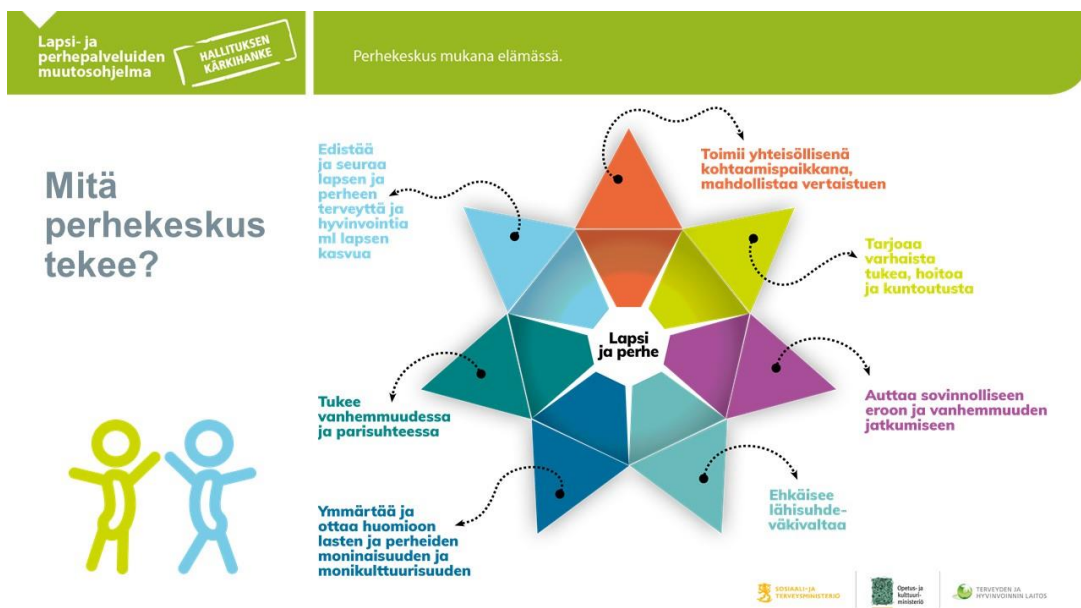 Lapsi- ja
perhepalveluiden
muutosohjelma
HALLITUKSEN
KÄRKIHANKE
Perhekeskus mukana elämässä.
Mitä
perhekeskus
tekee?
Edistää
ja seuraa
lapsen ja
perheen
terveyttä ja
hyvinvointia
ml lapsen
kasvua
Toimii yhteisöllisenä
kohtaamispaikkana,
mahdollistaa vertaistuen
Tarjoaa
varhaista
tukea, hoitoa
ja kuntoutusta
Lapsi
ja perhe
Tukee
vanhemmuudessa
ja parisuhteessa
Auttaa sovinnolliseen
eroon ja vanhemmuuden
jatkumiseen
Ymmärtää ja
ottaa huomioon
lasten ja perheiden
moninaisuuden ja
monikulttuurisuuden
Ehkäisee
lähisuhde-
väkivaltaa
SOSIAALI- JA
TERVEYSMINISTERIÖ
Opetus- ja
kulttuuri-
ministeriö
TERVEYDEN JA
HYVINVOINNIN LAITOS